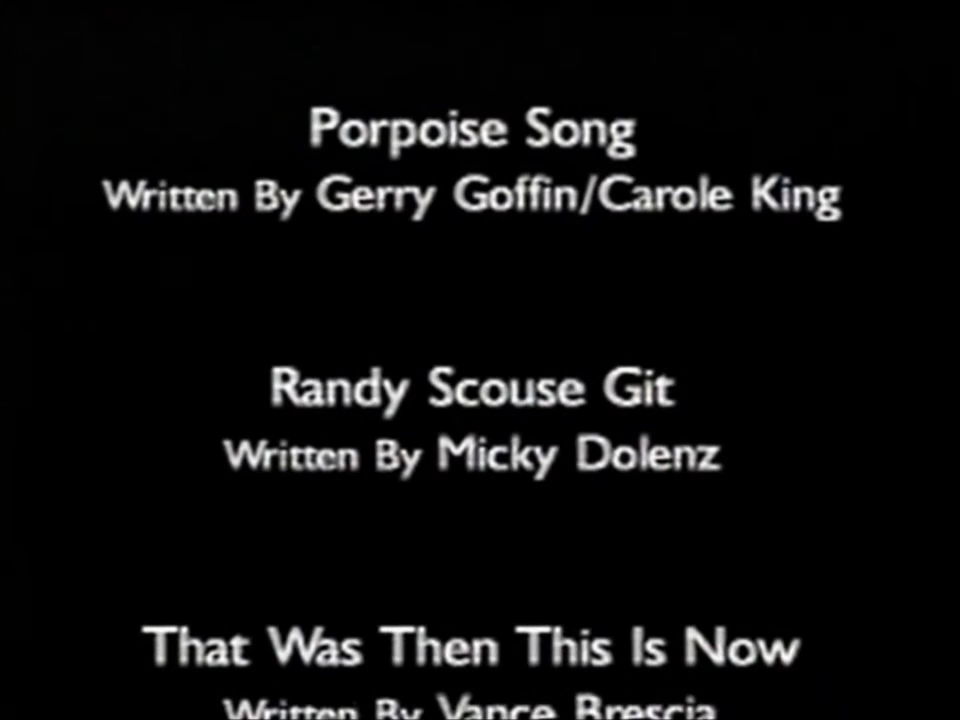 Porpoise Song
Written By Gerry Goffin/Carole King
Randy Scouse Git
Written By Micky Dolenz
That Was Then This Is Now
Written By Vance Brescia